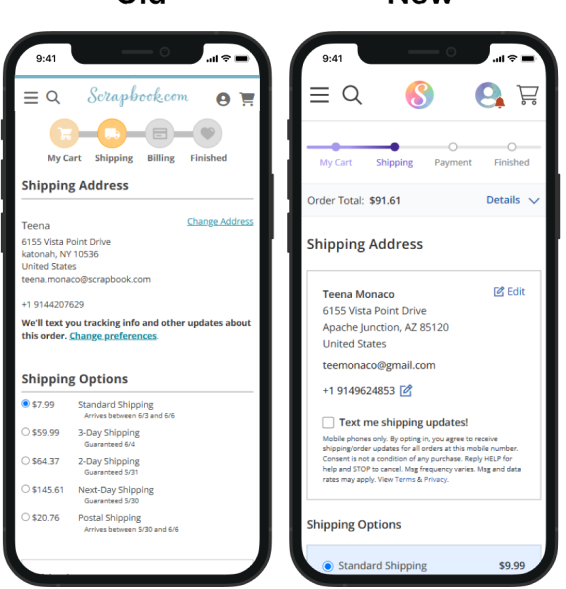 Old
9:41
Scrapbook.com
My Cart Shipping Billing Finished
Shipping Address
Teena
Change Address
6155 Vista Point Drive
katonah, NY 10536
United States
teena.monaco@scrapbook.com
+1 9144207629
We'll text you tracking info and other updates about
this order. Change preferences.
Shipping Options
$7.99 Standard Shipping
Arrives between 6/3 and 6/6
$59.99 3-Day Shipping
Guaranteed 6/4
$64.37 2-Day Shipping
Guaranteed 5/31
$145.61 Next-Day Shipping
Guaranteed 5/30
$20.76 Postal Shipping
Arrives between 5/30 and 6/6
New
9:41
S
My Cart Shipping Payment Finished
Order Total: $91.61 Details
Shipping Address
Teena Monaco Edit
6155 Vista Point Drive
Apache Junction, AZ 85120
United States
teemonaco@gmail.com
+1 9149624853
Text me shipping updates!
Mobile phones only. By opting in, you agree to receive
shipping/order updates for all orders at this mobile number.
Consent is not a condition of any purchase. Reply HELP for
help and STOP to cancel. Msg frequency varies. Msg and data
rates may apply. View Terms & Privacy.
Shipping Options
Standard Shipping $9.99